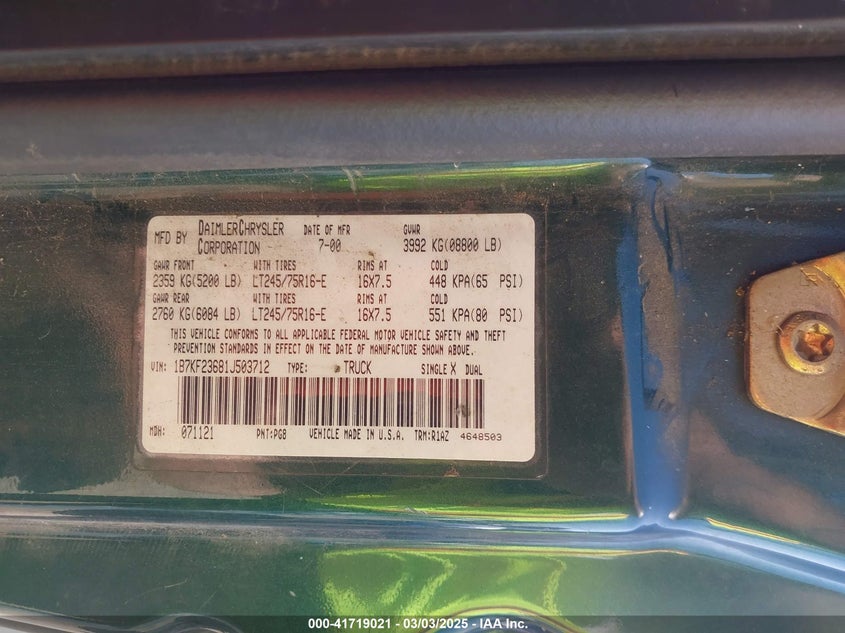 MFD BY DAIMLERCHRYSLER CORPORATION DATE OF MFR 7-00 GVWR 3992 KG(08800 LB)
GAWR FRONT WITH TIRES RIMS AT COLD
2359 KG(5200 LB) LT245/75R16-E 16X7.5 448 KPA(65 PSI)
GAWR REAR WITH TIRES RIMS AT COLD
2760 KG(6084 LB) LT245/75R16-E 16X7.5 551 KPA(80 PSI)
THIS VEHICLE CONFORMS TO ALL APPLICABLE FEDERAL MOTOR VEHICLE SAFETY AND THEFT
PREVENTION STANDARDS IN EFFECT ON THE DATE OF MANUFACTURE SHOWN ABOVE.
VIN: 1B7KF23681J503712 TYPE: TRUCK SINGLE X DUAL
MDH: 071121 PNT:PG8 VEHICLE MADE IN U.S.A. TRM:R1AZ 4648503
000-41719021 - 03/03/2025 - IAA Inc.